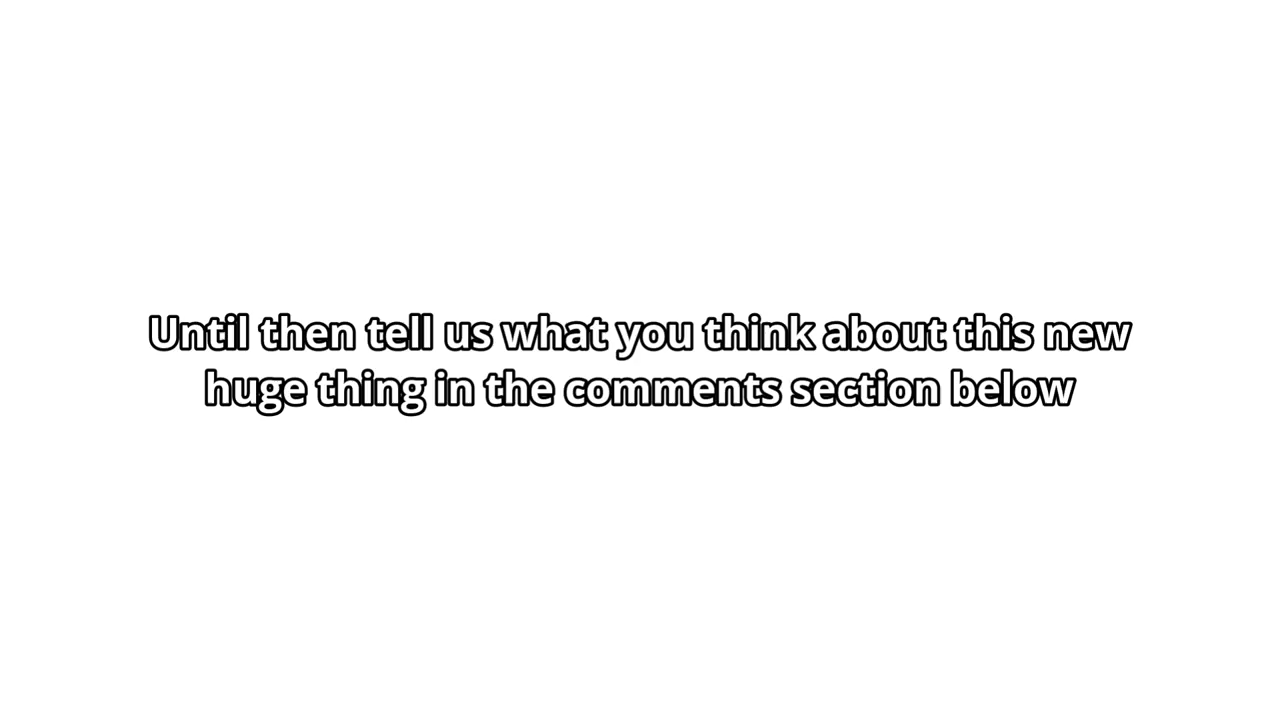 Until then tell us what you think about this new
huge thing in the comments section below